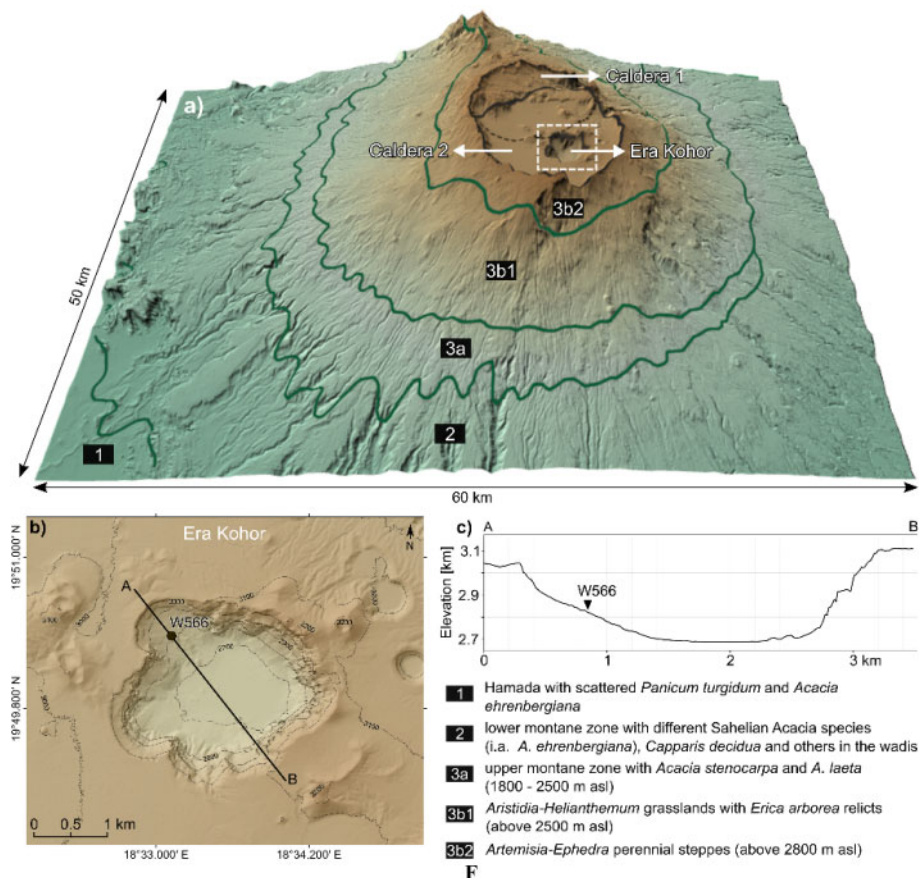 a)
Caldera 1
Caldera 2
Era Kohor
3b2
3b1
3a
2
1
50 km
60 km
b)
Era Kohor
N
19°51.000' N
19°49.800' N
A
W566
B
3000
3100
2700
0 0.5 1 km
18°33.000' E
18°34.200' E
c)
A
B
Elevation [km]
3.1
2.9
2.7
W566
0
1
2
3 km
1 Hamada with scattered Panicum turgidum and Acacia
ehrenbergiana
2 lower montane zone with different Sahelian Acacia species
(i.a. A. ehrenbergiana), Capparis decidua and others in the wadis
3a upper montane zone with Acacia stenocarpa and A. laeta
(1800 - 2500 m asl)
3b1 Aristidia-Helianthemum grasslands with Erica arborea relicts
(above 2500 m asl)
3b2 Artemisia-Ephedra perennial steppes (above 2800 m asl)